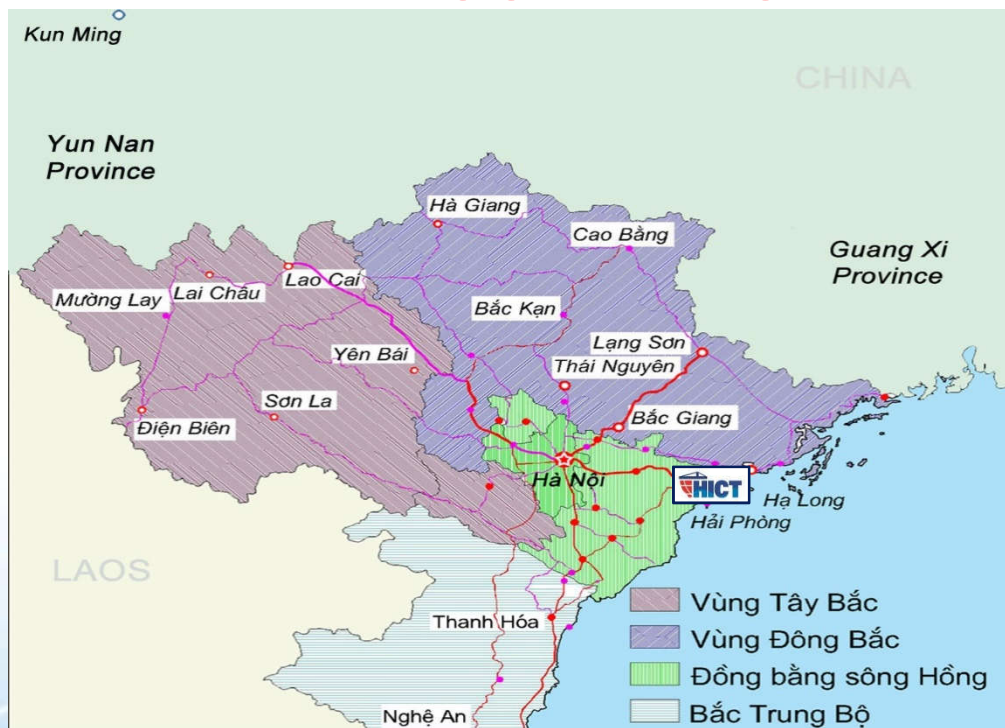 Kun Ming
CHINA
Yun Nan
Province
Hà Giang
Cao Bằng
Guang Xi
Province
Lao Cai
Lai Châu
Mường Lay
Bắc Kạn
Lạng Sơn
Yên Bái
Thái Nguyên
Sơn La
Bắc Giang
Điện Biên
Hà Nội
HICT
Hạ Long
Hải Phòng
LAOS
Vùng Tây Bắc
Vùng Đông Bắc
Thanh Hóa
Đồng bằng sông Hồng
Nghệ An
Bắc Trung Bộ